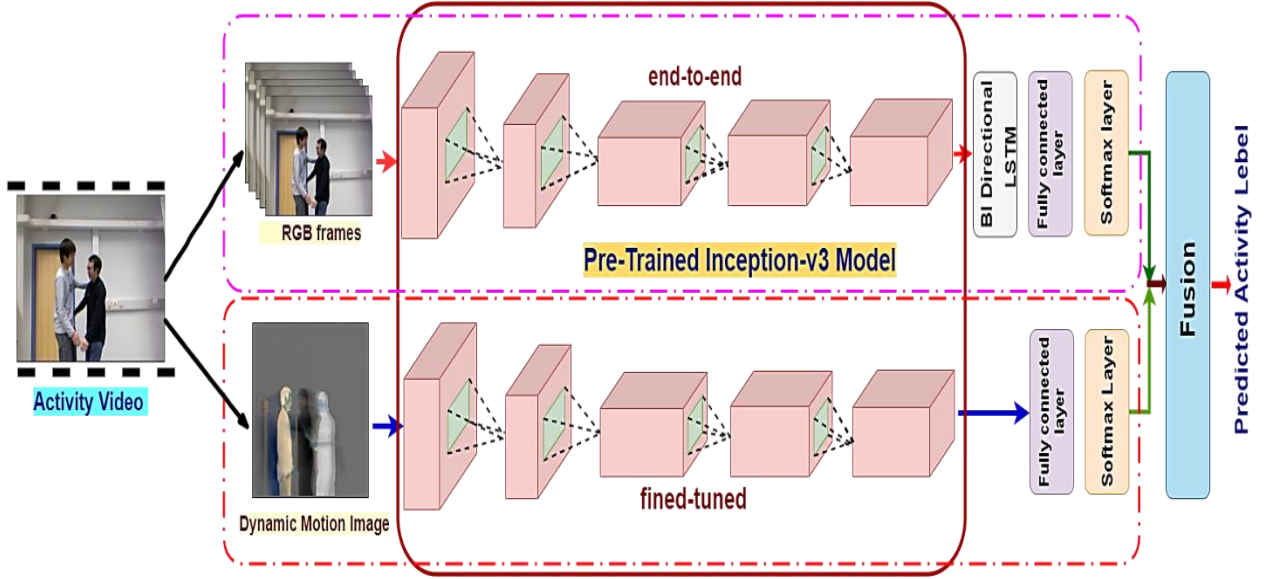 Activity Video
RGB frames
end-to-end
Pre-Trained Inception-v3 Model
BI Directional
LSTM
Fully connected
layer
Softmax layer
Dynamic Motion Image
fined-tuned
Fully connected
layer
Softmax Layer
Fusion
Predicted Activity Lebel